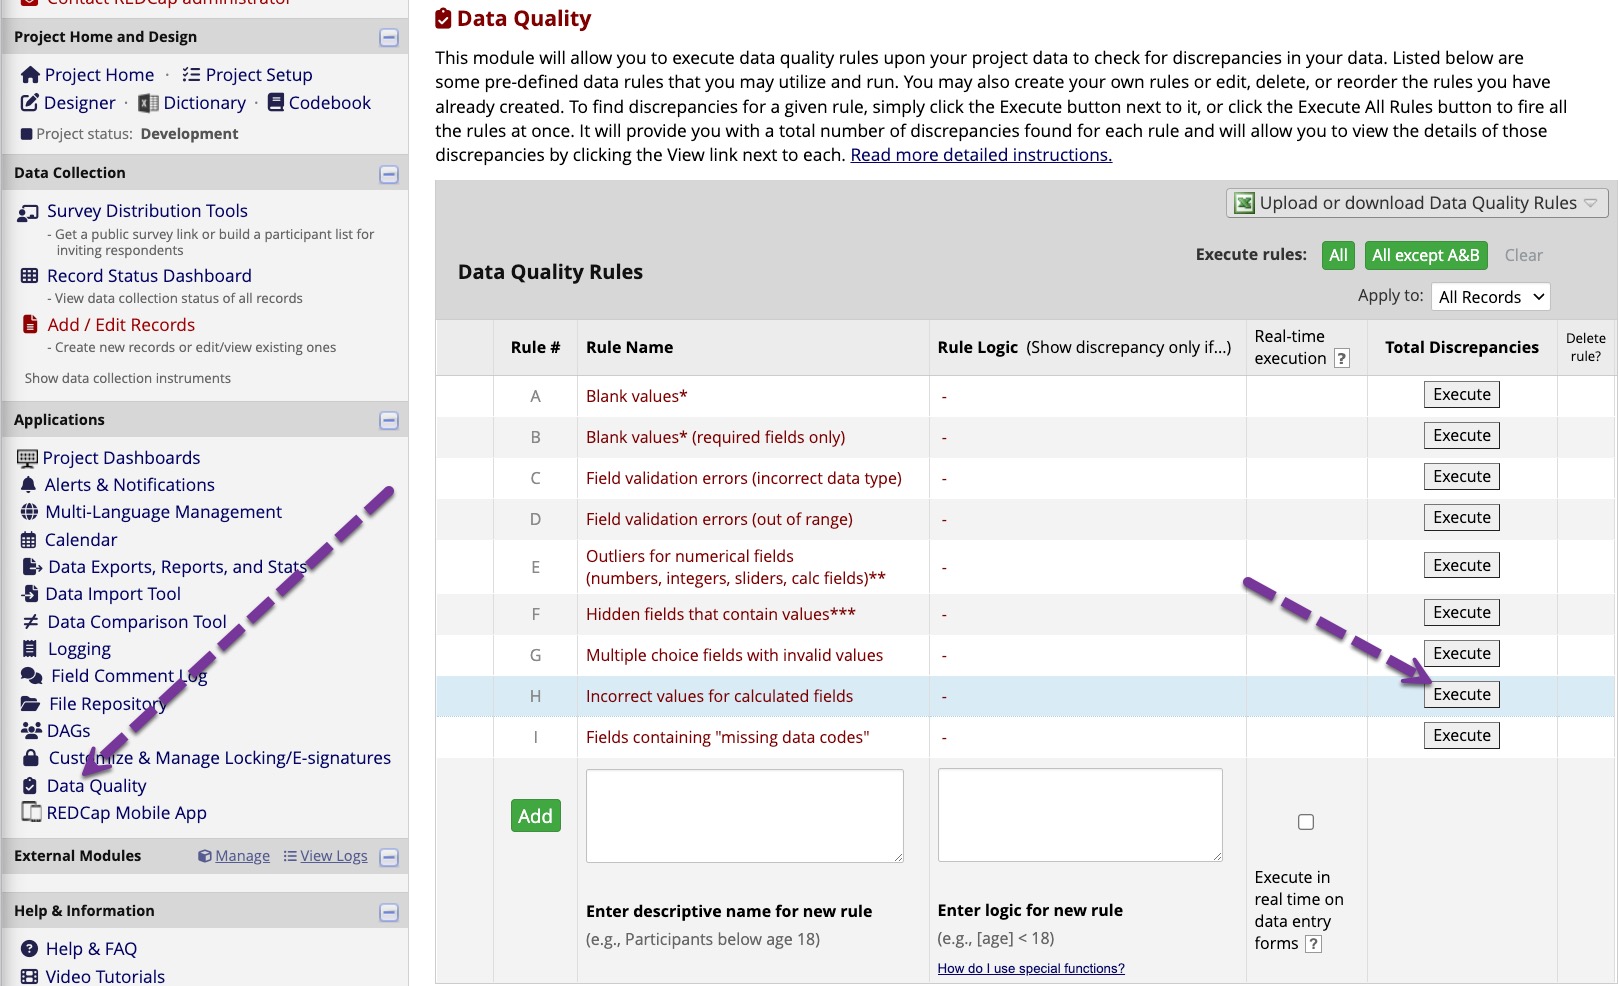 Contact REDCap administrator
Project Home and Design
Project Home · Project Setup
Designer · Dictionary · Codebook
Project status: Development
Data Collection
Survey Distribution Tools
- Get a public survey link or build a participant list for
inviting respondents
Record Status Dashboard
- View data collection status of all records
Add / Edit Records
- Create new records or edit/view existing ones
Show data collection instruments
Applications
Project Dashboards
Alerts & Notifications
Multi-Language Management
Calendar
Data Exports, Reports, and Stats
Data Import Tool
Data Comparison Tool
Logging
Field Comment Log
File Repository
DAGs
Customize & Manage Locking/E-signatures
Data Quality
REDCap Mobile App
External Modules Manage View Logs
Help & Information
Help & FAQ
Video Tutorials
Data Quality
This module will allow you to execute data quality rules upon your project data to check for discrepancies in your data. Listed below are
some pre-defined data rules that you may utilize and run. You may also create your own rules or edit, delete, or reorder the rules you have
already created. To find discrepancies for a given rule, simply click the Execute button next to it, or click the Execute All Rules button to fire all
the rules at once. It will provide you with a total number of discrepancies found for each rule and will allow you to view the details of those
discrepancies by clicking the View link next to each. Read more detailed instructions.
Upload or download Data Quality Rules
Execute rules: All All except A&B Clear
Data Quality Rules
Apply to: All Records
Rule # Rule Name Rule Logic (Show discrepancy only if...) Real-time execution ? Total Discrepancies Delete rule?
A Blank values* - Execute
B Blank values* (required fields only) - Execute
C Field validation errors (incorrect data type) - Execute
D Field validation errors (out of range) - Execute
E Outliers for numerical fields
(numbers, integers, sliders, calc fields)** - Execute
F Hidden fields that contain values*** - Execute
G Multiple choice fields with invalid values - Execute
H Incorrect values for calculated fields - Execute
I Fields containing "missing data codes" - Execute
Add
Enter descriptive name for new rule
(e.g., Participants below age 18)
Enter logic for new rule
(e.g., [age] < 18)
How do I use special functions?
Execute in
real time on
data entry
forms ?